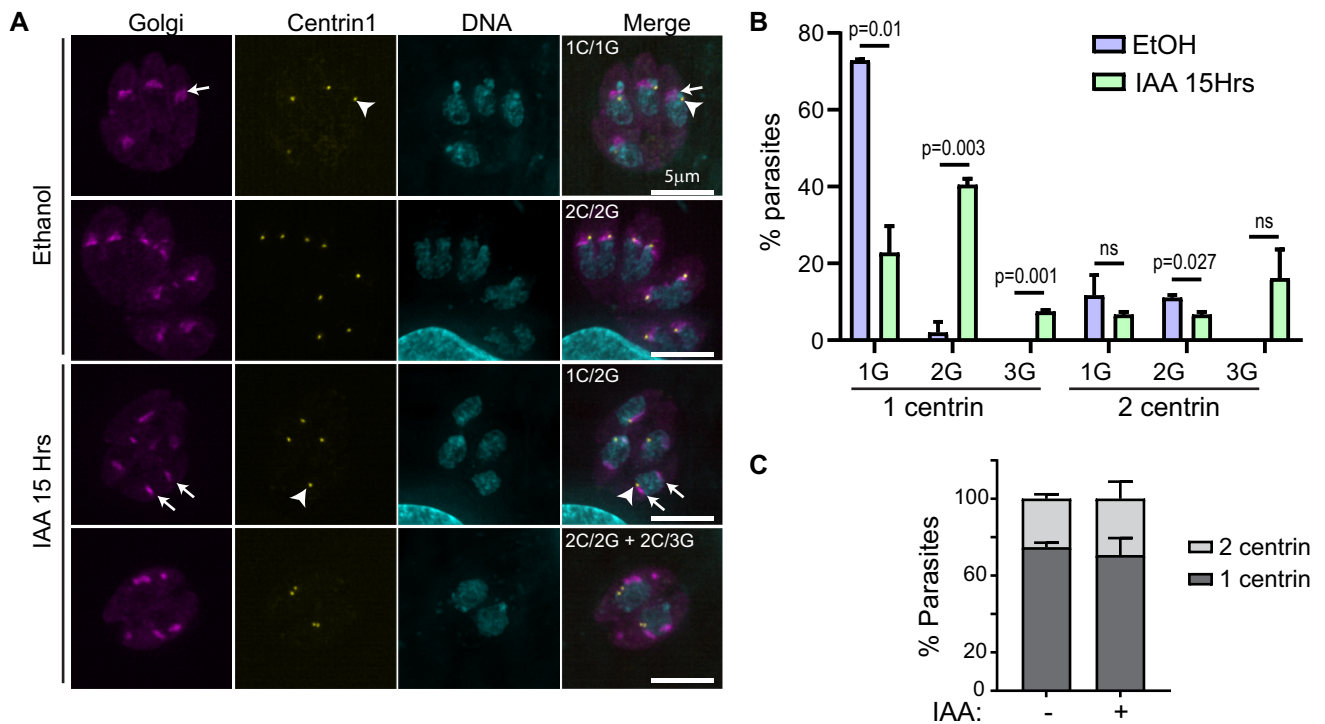 A
Golgi
Centrin1
DNA
Merge
Ethanol
IAA 15 Hrs
1C/1G
5µm
2C/2G
1C/2G
2C/2G + 2C/3G
B
EtOH
IAA 15Hrs
% parasites
80
60
40
20
0
p=0.01
p=0.003
p=0.001
ns
p=0.027
ns
1G 2G 3G 1G 2G 3G
1 centrin 2 centrin
C
% Parasites
100
60
20
0
2 centrin
1 centrin
IAA: - +